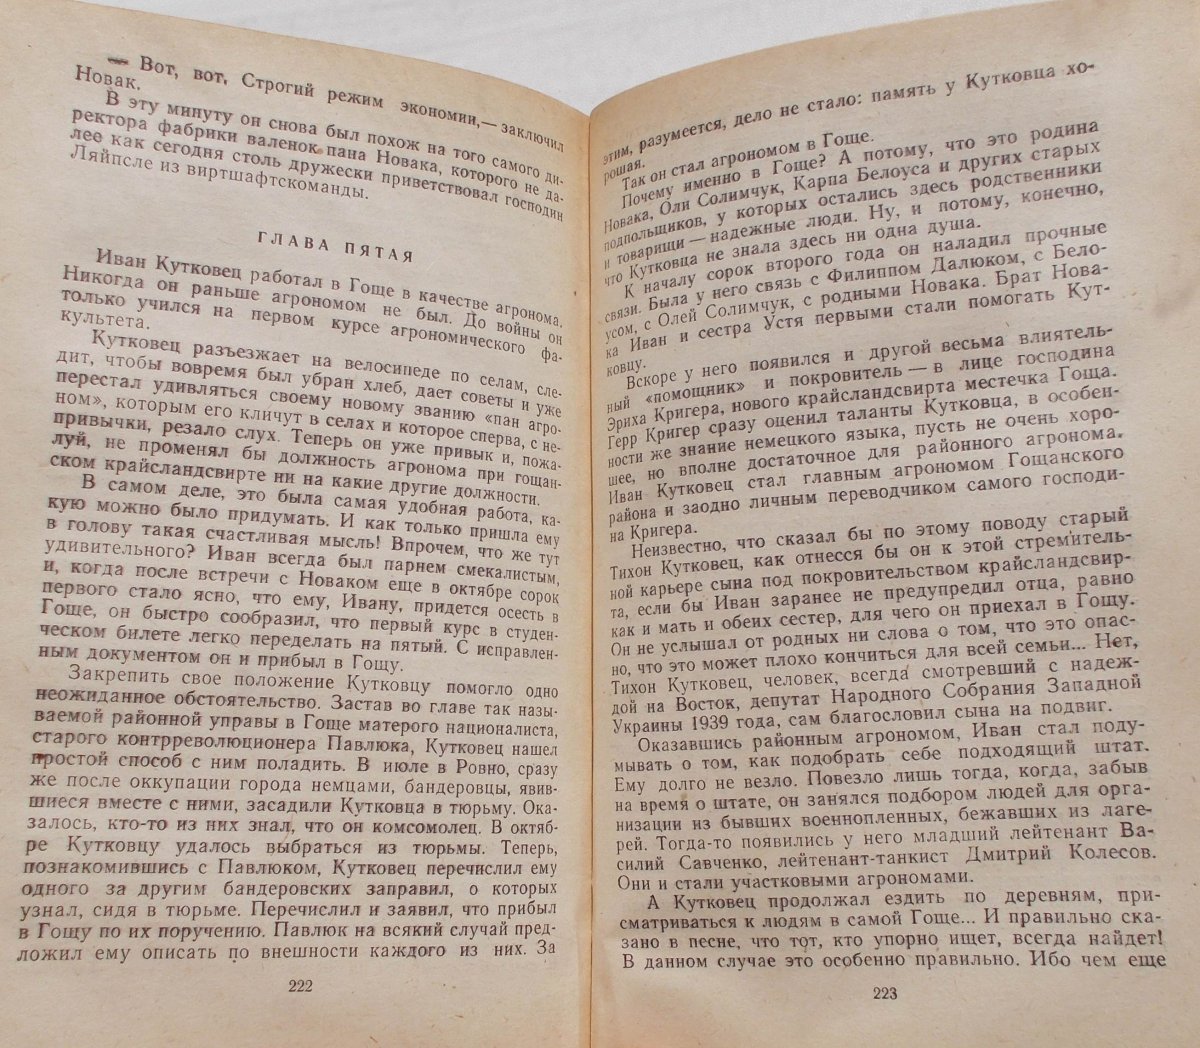 — Вот, вот. Строгий режим экономии,— заключил
Новак.
В эту минуту он снова был похож на того самого ди-
ректора фабрики валенок пана Новака, которого не да-
лее как сегодня столь дружески приветствовал господин
Ляйпсле из виртшафтскоманды.
ГЛАВА ПЯТАЯ
Иван Кутковец работал в Гоще в качестве агронома.
Никогда он раньше агрономом не был. До войны он
только учился на первом курсе агрономического фа-
культета.
Кутковец разъезжает на велосипеде по селам, сле-
дит, чтобы вовремя был убран хлеб, дает советы и уже
перестал удивляться своему новому званию «пан агро-
ном», которым его кличут в селах и которое сперва, с не-
привычки, резало слух. Теперь он уже привык и, пожа-
луй, не променял бы должность агронома при гощан-
ском крайсландсвирте ни на какие другие должности.
В самом деле, это была самая удобная работа, ка-
кую можно было придумать. И как только пришла ему
в голову такая счастливая мысль! Впрочем, что же тут
удивительного? Иван всегда был парнем смекалистым,
и, когда после встречи с Новаком еще в октябре сорок
первого стало ясно, что ему, Ивану, придется осесть в
Гоще, он быстро сообразил, что первый курс в студен-
ческом билете легко переделать на пятый. С исправлен-
ным документом он и прибыл в Гощу.
Закрепить свое положение Кутковцу помогло одно
неожиданное обстоятельство. Застав во главе так назы-
ваемой районной управы в Гоще матерого националиста,
старого контрреволюционера Павлюка, Кутковец нашел
простой способ с ним поладить. В июле в Ровно, сразу
же после оккупации города немцами, бандеровцы, явив-
шиеся вместе с ними, засадили Кутковца в тюрьму. Ока-
залось, кто-то из них знал, что он комсомолец. В октяб-
ре Кутковцу удалось выбраться из тюрьмы. Теперь,
познакомившись с Павлюком, Кутковец перечислил ему
одного за другим бандеровских заправил, о которых
узнал, сидя в тюрьме. Перечислил и заявил, что прибыл
в Гощу по их поручению. Павлюк на всякий случай пред-
ложил ему описать по внешности каждого из них. За
222
этим, разумеется, дело не стало: память у Кутковца хо-
рошая.
Так он стал агрономом в Гоще.
Почему именно в Гоще? А потому, что это родина
Новака, Оли Солимчук, Карпа Белоуса и других старых
подпольщиков, у которых остались здесь родственники
и товарищи — надежные люди. Ну, и потому, конечно,
что Кутковца не знала здесь ни одна душа.
К началу сорок второго года он наладил прочные
связи. Была у него связь с Филиппом Далюком, с Бело-
усом, с Олей Солимчук, с родными Новака. Брат Нова-
ка Иван и сестра Устя первыми стали помогать Кут-
ковцу.
Вскоре у него появился и другой весьма влиятель-
ный «помощник» и покровитель — в лице господина
Эриха Кригера, нового крайсландсвирта местечка Гоща.
Герр Кригер сразу оценил таланты Кутковца, в особен-
ности же знание немецкого языка, пусть не очень хоро-
шее, но вполне достаточное для районного агронома.
Иван Кутковец стал главным агрономом Гощанского
района и заодно личным переводчиком самого господи-
на Кригера.
Неизвестно, что сказал бы по этому поводу старый
Тихон Кутковец, как отнесся бы он к этой стремитель-
ной карьере сына под покровительством крайсландсвир-
та, если бы Иван заранее не предупредил отца, равно
как и мать и обеих сестер, для чего он приехал в Гощу.
Он не услышал от родных ни слова о том, что это опас-
но, что это может плохо кончиться для всей семьи... Нет,
Тихон Кутковец, человек, всегда смотревший с надеж-
дой на Восток, депутат Народного Собрания Западной
Украины 1939 года, сам благословил сына на подвиг.
Оказавшись районным агрономом, Иван стал поду-
мывать о том, как подобрать себе подходящий штат.
Ему долго не везло. Повезло лишь тогда, когда, забыв
на время о штате, он занялся подбором людей для орга-
низации из бывших военнопленных, бежавших из лаге-
рей. Тогда-то появились у него младший лейтенант Ва-
силий Савченко, лейтенант-танкист Дмитрий Колесов.
Они и стали участковыми агрономами.
А Кутковец продолжал ездить по деревням, при-
сматриваться к людям в самой Гоще... И правильно ска-
зано в песне, что тот, кто упорно ищет, всегда найдет!
В данном случае это особенно правильно. Ибо чем еще
223